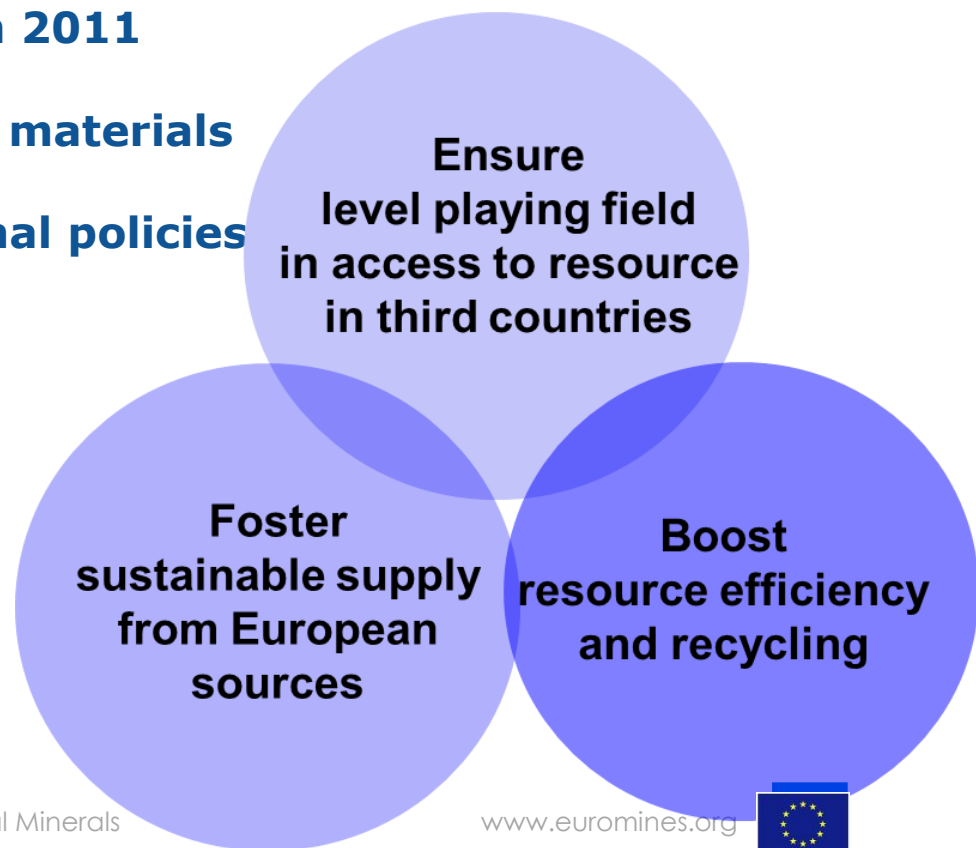 n 2011
materials
nal policies
Ensure
level playing field
in access to resource
in third countries
Foster
sustainable supply
from European
sources
Boost
resource efficiency
and recycling
l Minerals
www.euromines.org